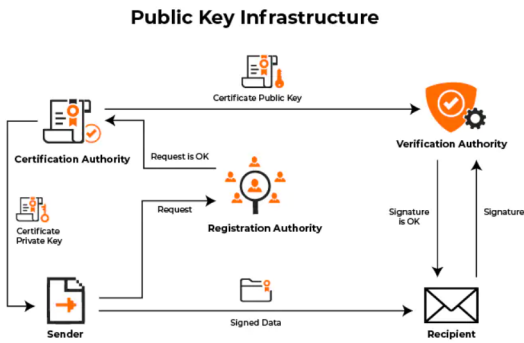 Public Key Infrastructure
Certificate Public Key
Certification Authority
Verification Authority
Request is OK
Certificate
Private Key
Request
Registration Authority
Signature
is OK
Signature
Signed Data
Sender
Recipient